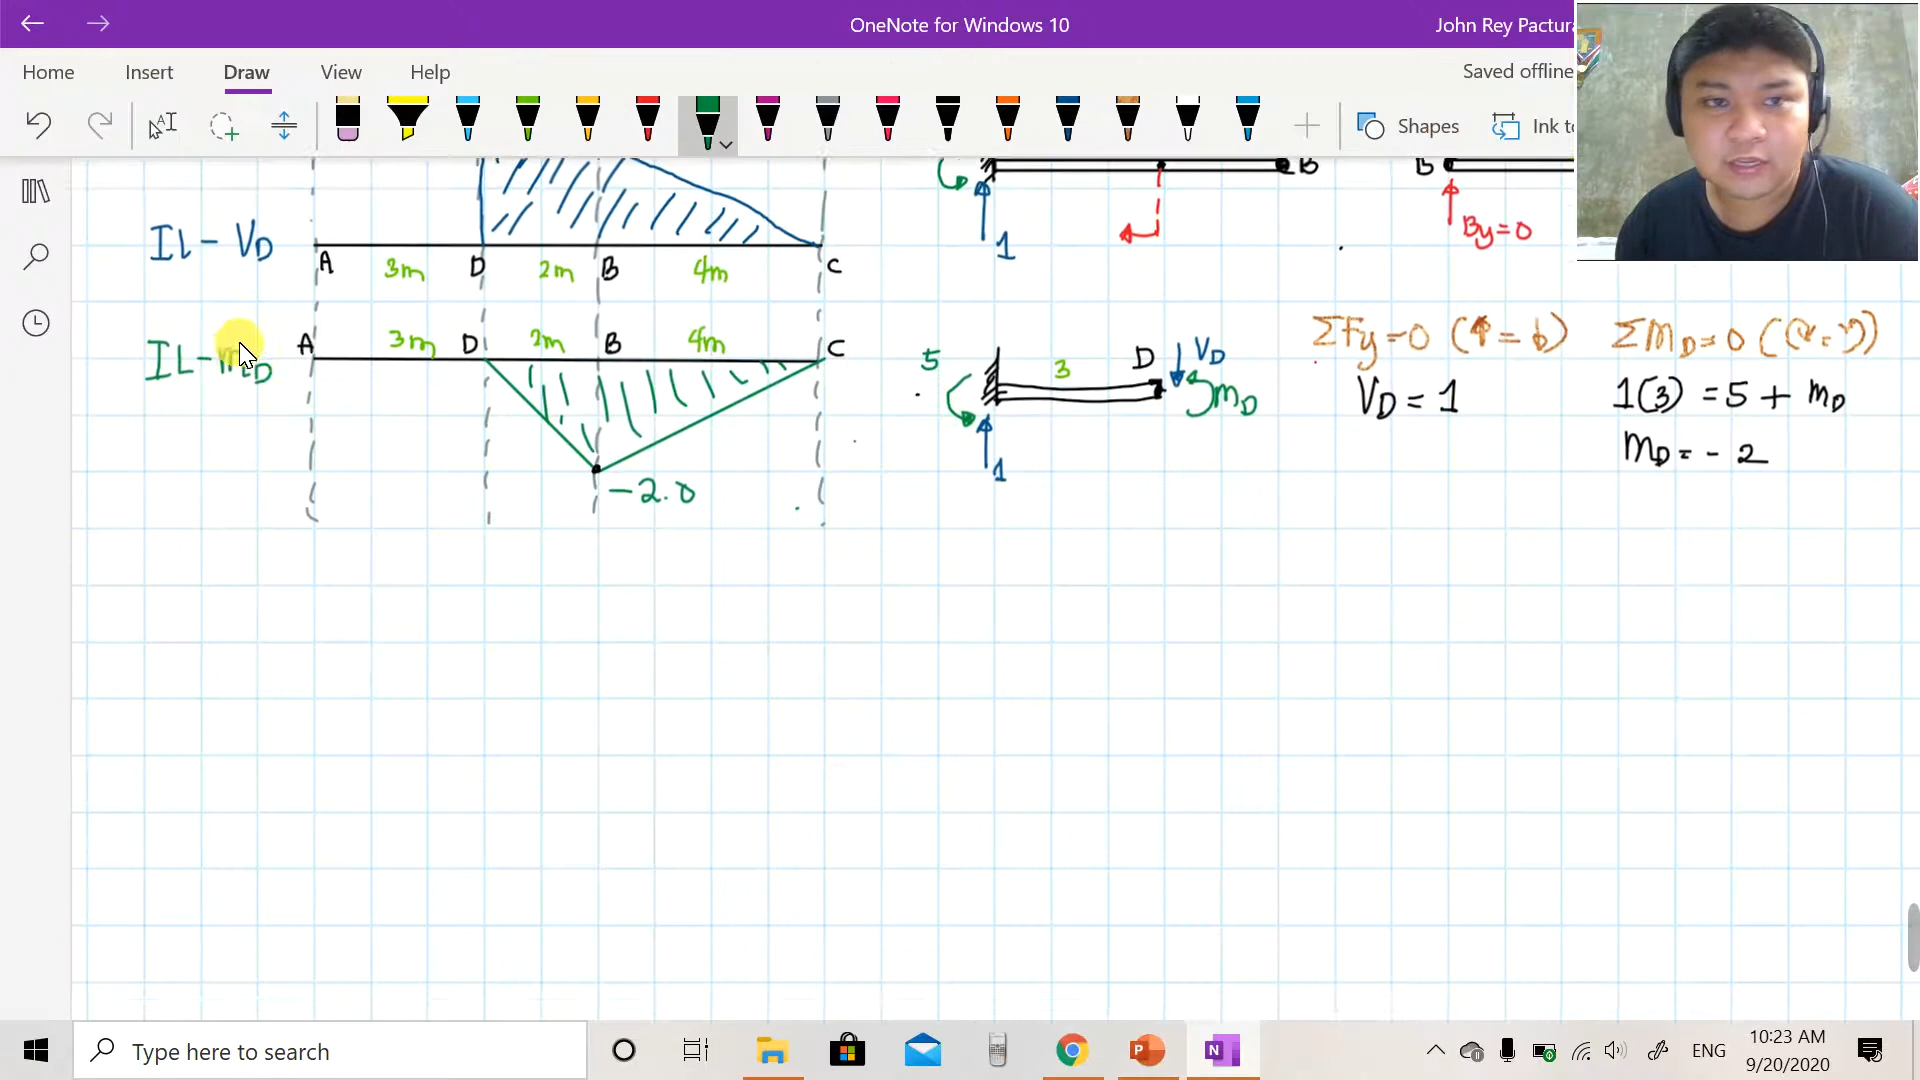 OneNote for Windows 10
John Rey Pactura
Home Insert Draw View Help
Saved offline
Shapes
Ink to
IL - VD
A 3m D 2m B 4m C
B
B
1
By=0
IL - mD
A 3m D 2m B 4m C
-2.0
5 3 D VD
mD
1
ΣFy=0
VD = 1
ΣMD=0
1(3) = 5 + mD
mD = - 2
Type here to search
ENG
10:23 AM
9/20/2020